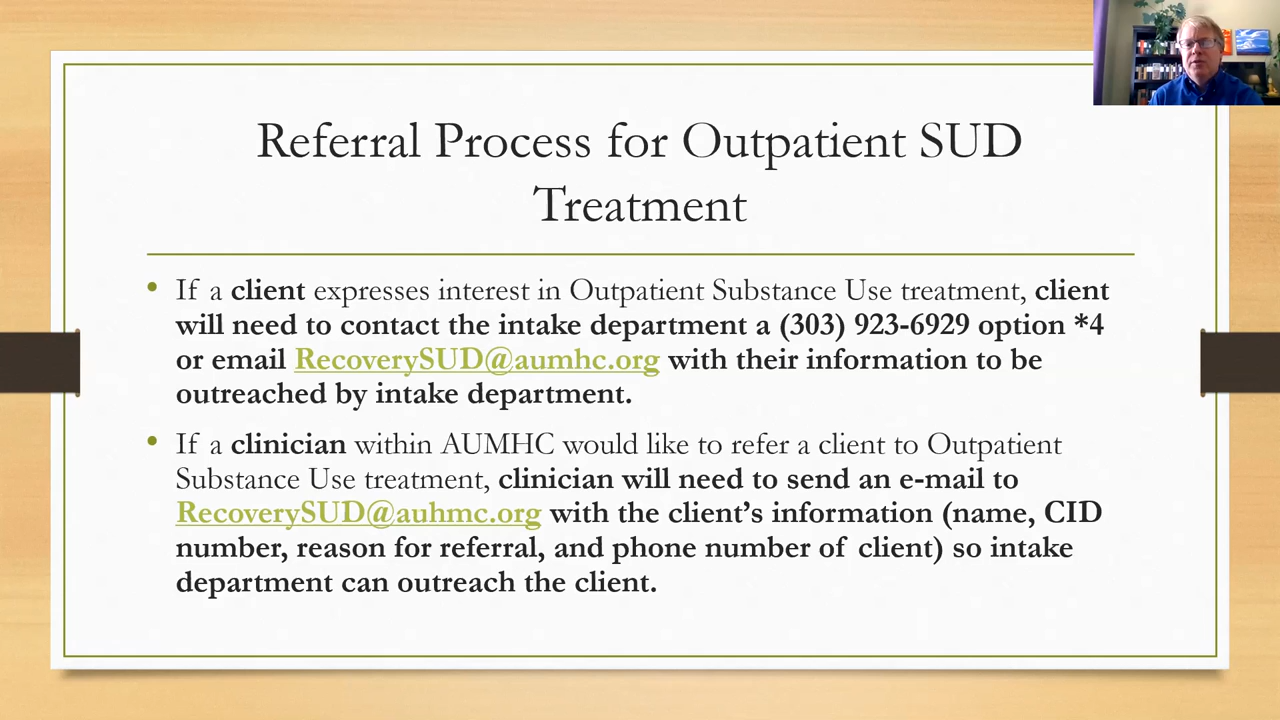 Referral Process for Outpatient SUD
Treatment
• If a client expresses interest in Outpatient Substance Use treatment, client
will need to contact the intake department a (303) 923-6929 option *4
or email RecoverySUD@aumhc.org with their information to be
outreached by intake department.
• If a clinician within AUMHC would like to refer a client to Outpatient
Substance Use treatment, clinician will need to send an e-mail to
RecoverySUD@auhmc.org with the client’s information (name, CID
number, reason for referral, and phone number of client) so intake
department can outreach the client.